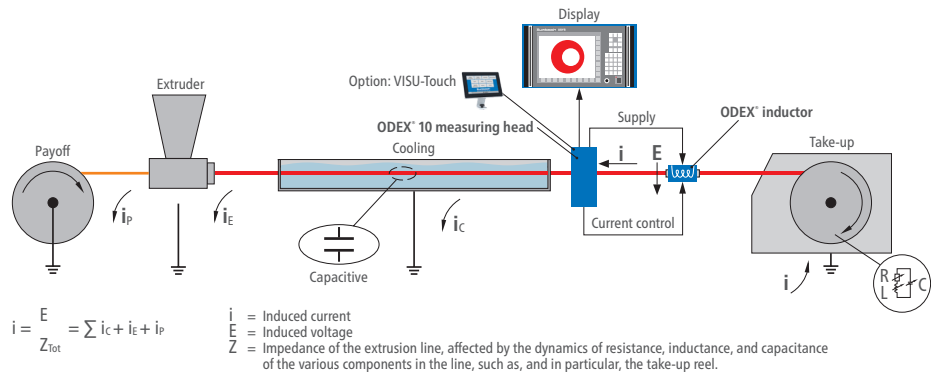 Display
Option: VISU-Touch
Extruder
ODEX® 10 measuring head
Supply
ODEX® inductor
Payoff
Cooling
i
E
Take-up
iP
iE
iC
Current control
Capacitive
i
R
L
C
i = E / ZTot = ∑ iC + iE + iP
i = Induced current
E = Induced voltage
Z = Impedance of the extrusion line, affected by the dynamics of resistance, inductance, and capacitance
of the various components in the line, such as, and in particular, the take-up reel.